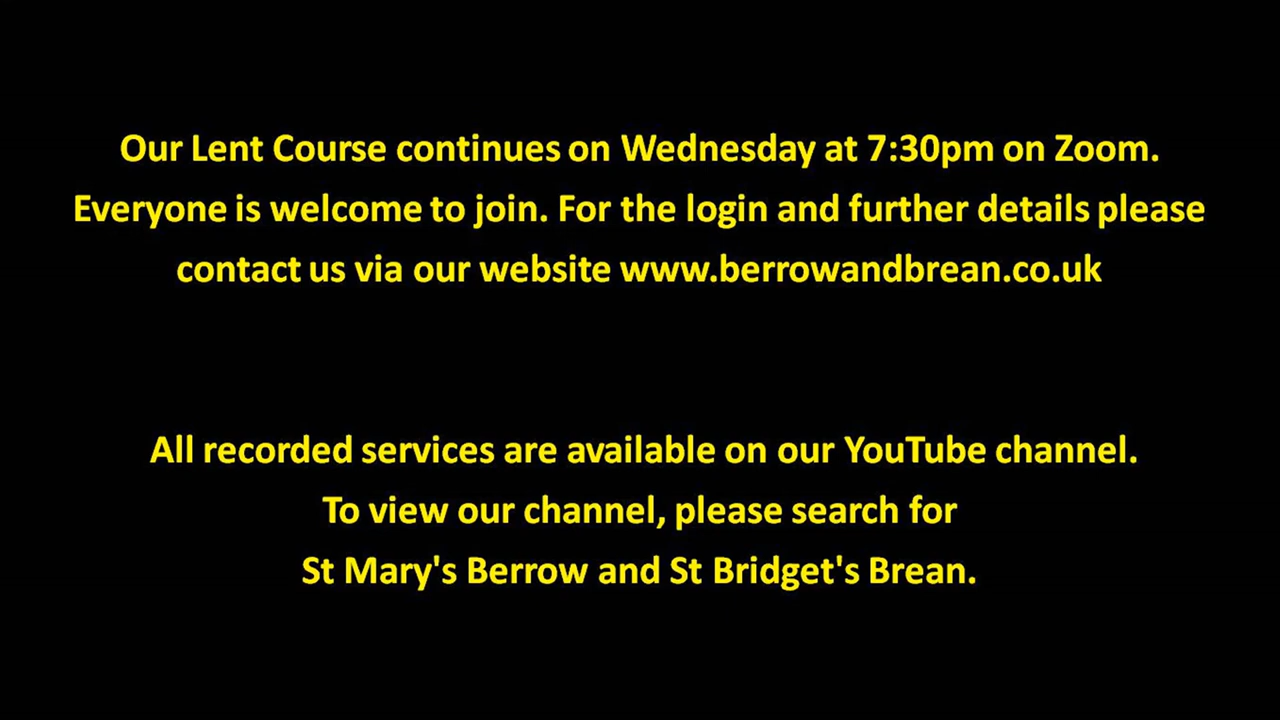 Our Lent Course continues on Wednesday at 7:30pm on Zoom.
Everyone is welcome to join. For the login and further details please
contact us via our website www.berrowandbrean.co.uk
All recorded services are available on our YouTube channel.
To view our channel, please search for
St Mary's Berrow and St Bridget's Brean.